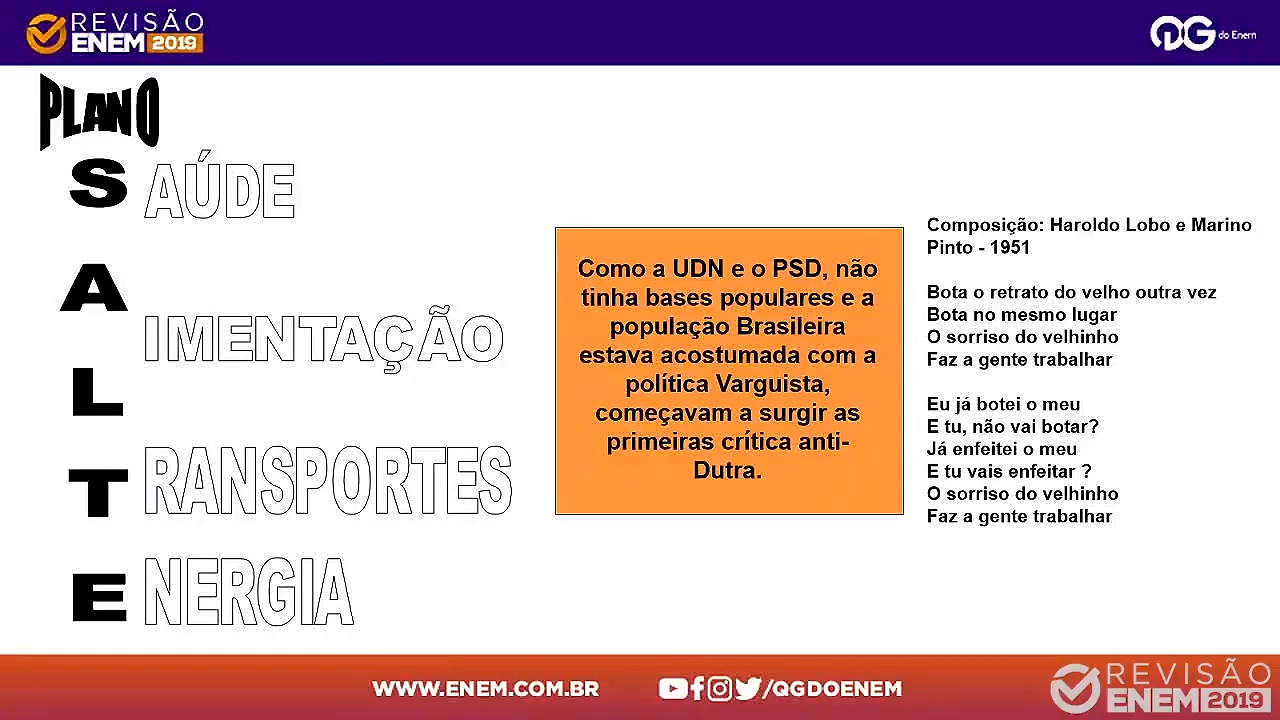 REVISÃO
ENEM 2019
QG do Enem
PLANO
SAÚDE
A
IMENTAÇÃO
L
TRANSPORTES
ENERGIA
Como a UDN e o PSD, não
tinha bases populares e a
população Brasileira
estava acostumada com a
política Varguista,
começavam a surgir as
primeiras crítica anti-
Dutra.
Composição: Haroldo Lobo e Marino
Pinto - 1951
Bota o retrato do velho outra vez
Bota no mesmo lugar
O sorriso do velhinho
Faz a gente trabalhar
Eu já botei o meu
E tu, não vai botar?
Já enfeitei o meu
E tu vais enfeitar ?
O sorriso do velhinho
Faz a gente trabalhar
WWW.ENEM.COM.BR
/QGDOENEM
REVISÃO
ENEM 2019